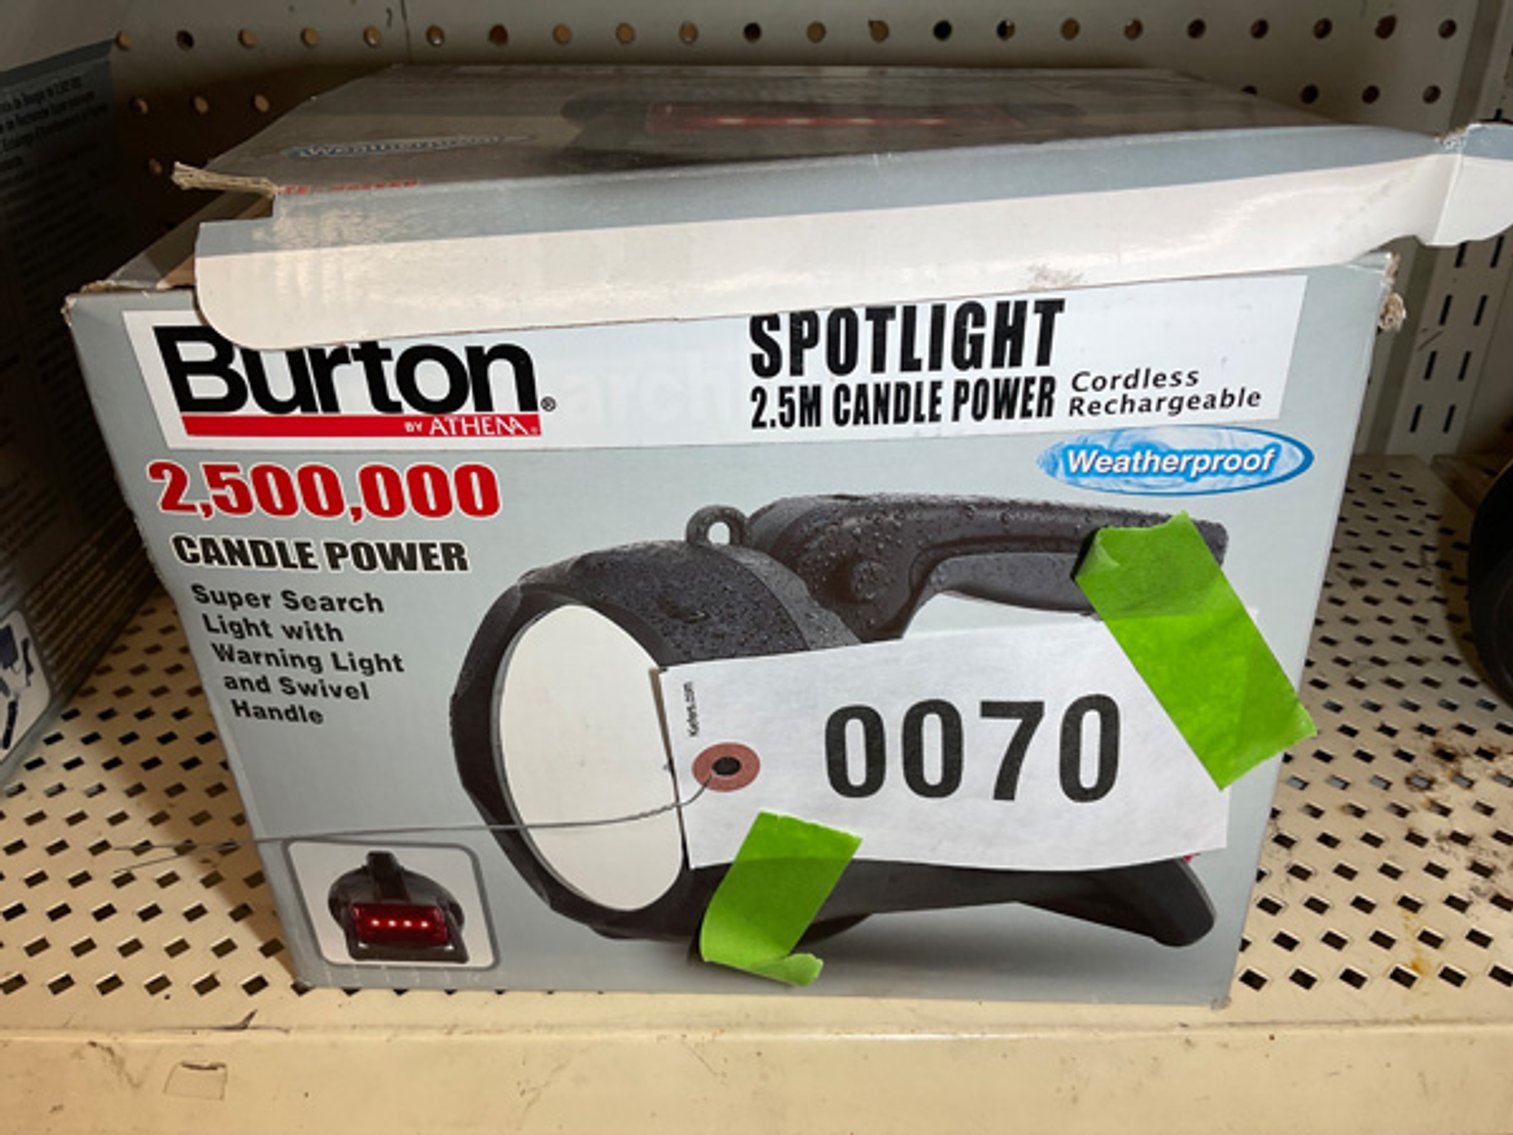 Weatherproof
Burton®
BY ATHENA
SPOTLIGHT
2.5M CANDLE POWER
Cordless
Rechargeable
Weatherproof
2,500,000
CANDLE POWER
Super Search
Light with
Warning Light
and Swivel
Handle
0070